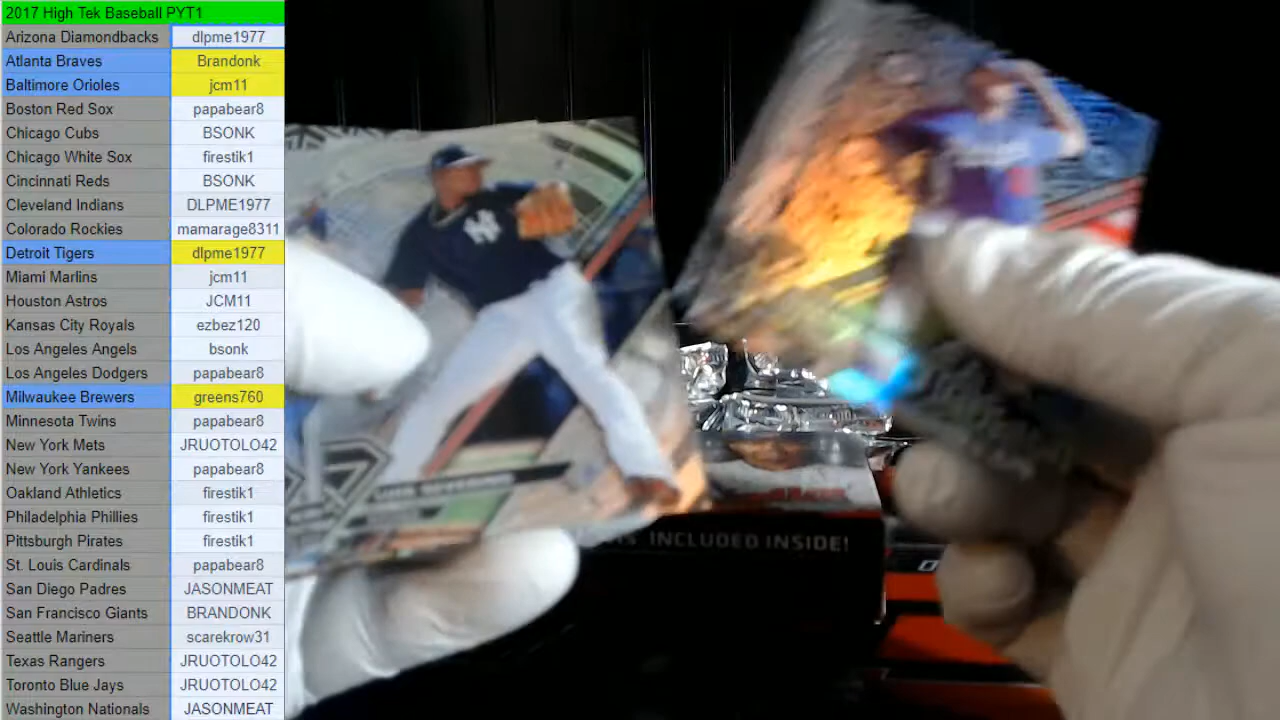 2017 High Tek Baseball PYT1
Arizona Diamondbacks dlpme1977
Atlanta Braves Brandonk
Baltimore Orioles jcm11
Boston Red Sox papabear8
Chicago Cubs BSONK
Chicago White Sox firestik1
Cincinnati Reds BSONK
Cleveland Indians DLPME1977
Colorado Rockies mamarage8311
Detroit Tigers dlpme1977
Miami Marlins jcm11
Houston Astros JCM11
Kansas City Royals ezbez120
Los Angeles Angels bsonk
Los Angeles Dodgers papabear8
Milwaukee Brewers greens760
Minnesota Twins papabear8
New York Mets JRUOTOLO42
New York Yankees papabear8
Oakland Athletics firestik1
Philadelphia Phillies firestik1
Pittsburgh Pirates firestik1
St. Louis Cardinals papabear8
San Diego Padres JASONMEAT
San Francisco Giants BRANDONK
Seattle Mariners scarekrow31
Texas Rangers JRUOTOLO42
Toronto Blue Jays JRUOTOLO42
Washington Nationals JASONMEAT
NY
INCLUDED INSIDE!